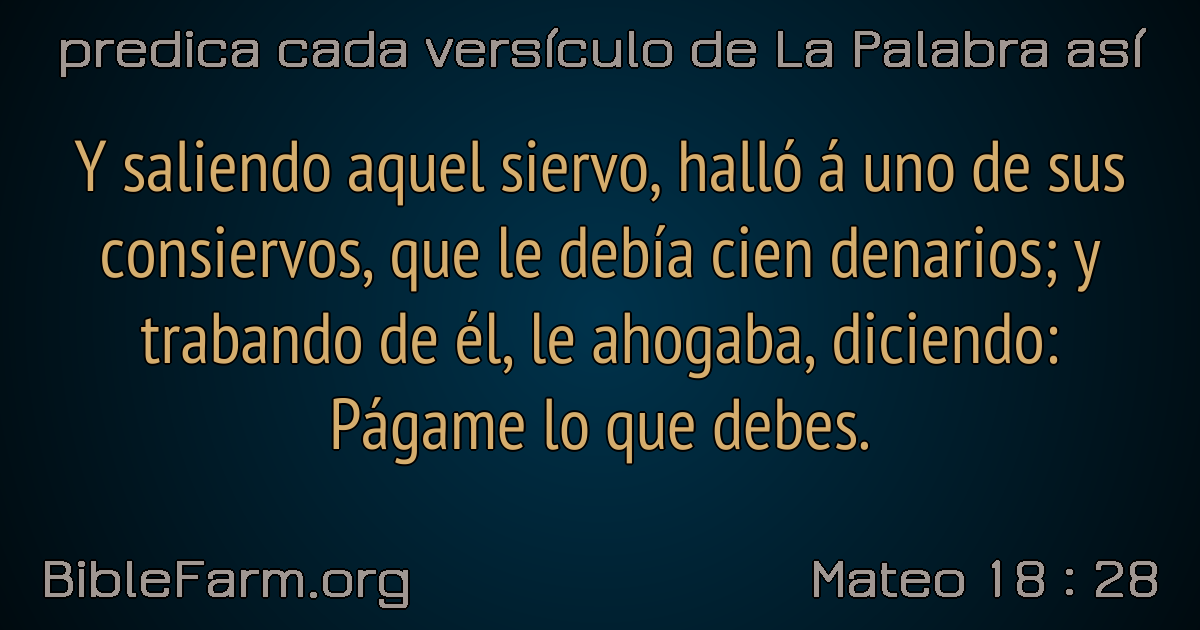 predica cada versículo de La Palabra así
Y saliendo aquel siervo, halló á uno de sus
consiervos, que le debía cien denarios; y
trabando de él, le ahogaba, diciendo:
Págame lo que debes.
BibleFarm.org
Mateo 18 : 28